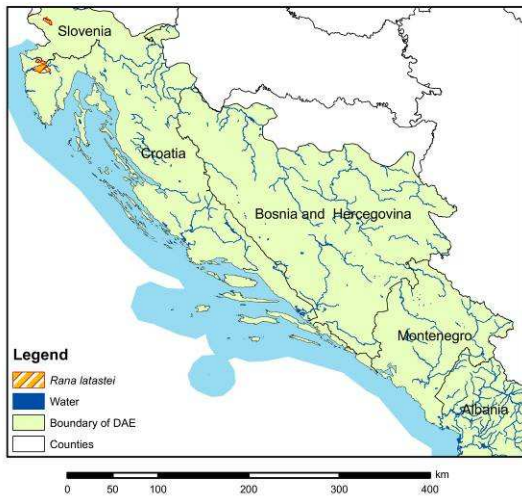 Slovenia
Croatia
Bosnia and Hercegovina
Montenegro
Albania
Legend
Rana latastei
Water
Boundary of DAE
Counties
km
0 50 100 200 300 400